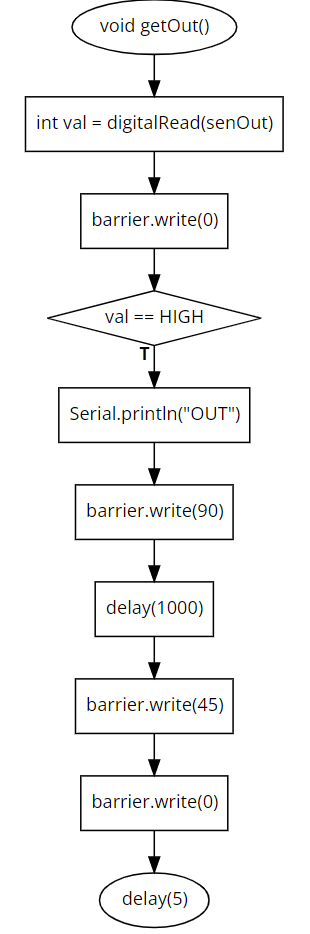 void getOut()
int val = digitalRead(senOut)
barrier.write(0)
val == HIGH
T
Serial.println("OUT")
barrier.write(90)
delay(1000)
barrier.write(45)
barrier.write(0)
delay(5)